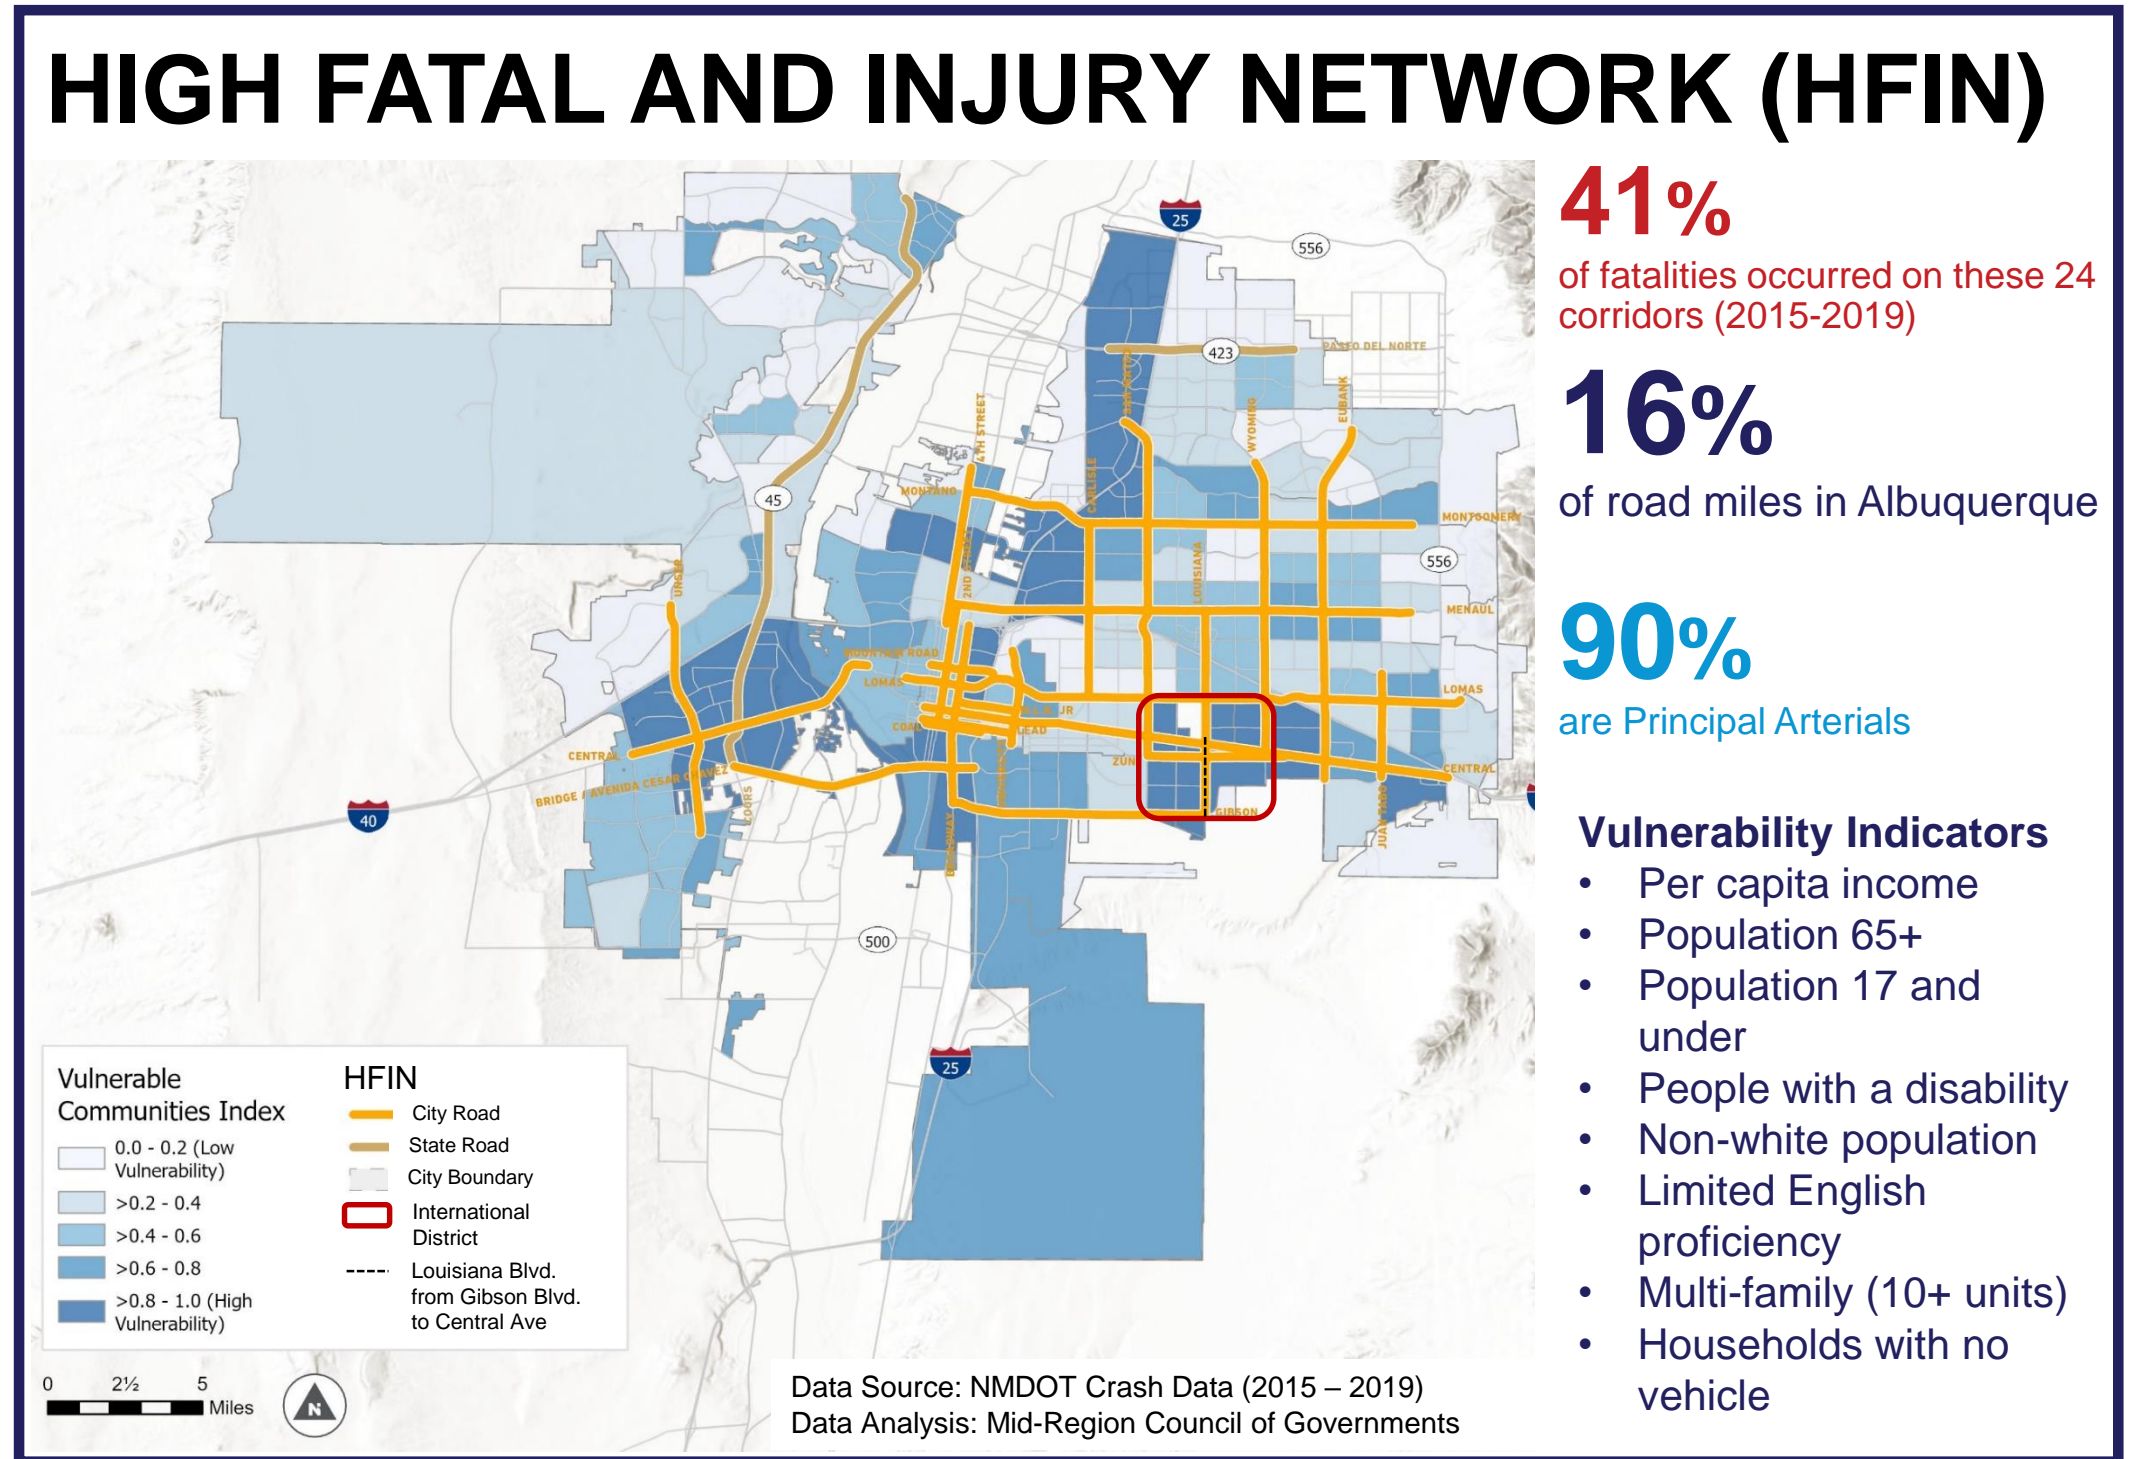 HIGH FATAL AND INJURY NETWORK (HFIN)
25
556
423
PASEO DEL NORTE
SAN MATEO
EUBANK
WYOMING
4TH STREET
CARLISLE
45
MONTANO
MONTGOMERY
556
2ND STREET
LOUISIANA
UNSER
MENAUL
MOUNTAIN ROAD
LOMAS
LOMAS
COAL
JR
LEAD
CENTRAL
ZUNI
CENTRAL
BRIDGE / AVENIDA CESAR CHAVEZ
COORS
GIBSON
BROADWAY
JUAN TABO
40
500
25
41%
of fatalities occurred on these 24
corridors (2015-2019)
16%
of road miles in Albuquerque
90%
are Principal Arterials
Vulnerability Indicators
• Per capita income
• Population 65+
• Population 17 and
under
• People with a disability
• Non-white population
• Limited English
proficiency
• Multi-family (10+ units)
• Households with no
vehicle
Vulnerable
Communities Index
0.0 - 0.2 (Low
Vulnerability)
>0.2 - 0.4
>0.4 - 0.6
>0.6 - 0.8
>0.8 - 1.0 (High
Vulnerability)
HFIN
City Road
State Road
City Boundary
International
District
Louisiana Blvd.
from Gibson Blvd.
to Central Ave
0 2½ 5
Miles
N
Data Source: NMDOT Crash Data (2015 – 2019)
Data Analysis: Mid-Region Council of Governments